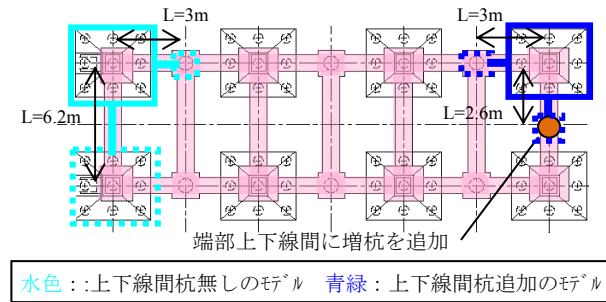 L=3m
L=3m
L=6.2m
L=2.6m
端部上下線間に増杭を追加
水色：:上下線間杭無しのﾓﾃﾞﾙ 青緑：上下線間杭追加のﾓﾃﾞﾙ